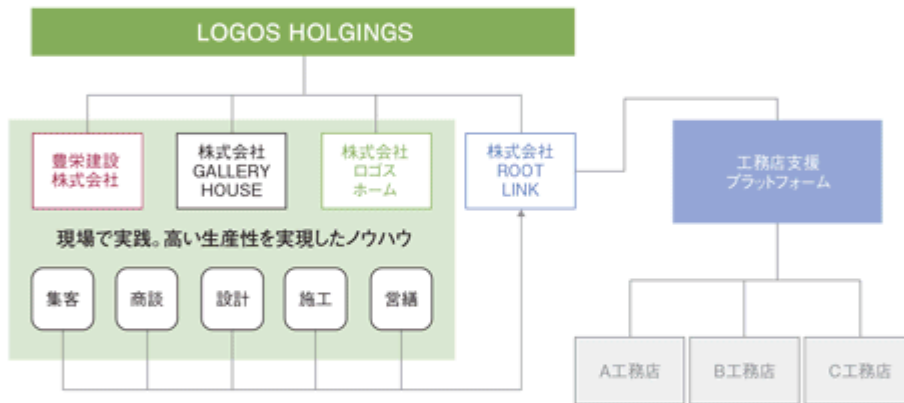 LOGOS HOLGINGS
豊栄建設
株式会社
株式会社
GALLERY
HOUSE
株式会社
ロゴス
ホーム
株式会社
ROOT
LINK
工務店支援
プラットフォーム
現場で実践。高い生産性を実現したノウハウ
集客
商談
設計
施工
営繕
A工務店
B工務店
C工務店